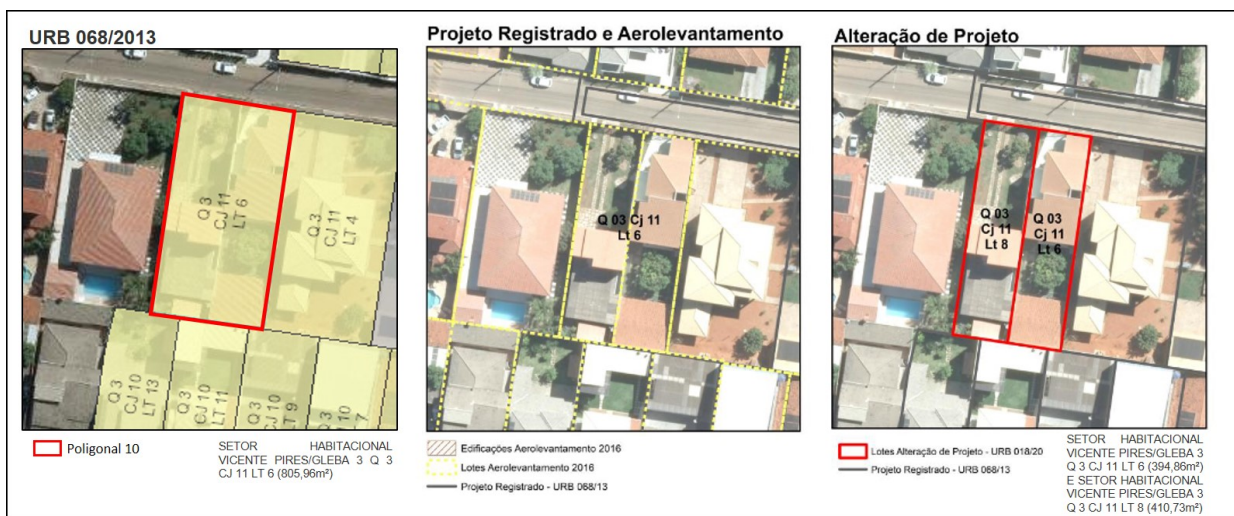 URB 068/2013
Q 3
CJ 11
LT 6
Q 3
CJ 11
LT 4
Q 3
CJ 10
LT 13
Q 3
CJ 10
LT 11
Q 3
CJ 10
LT 9
10
7
Poligonal 10
SETOR HABITACIONAL
VICENTE PIRES/GLEBA 3 Q 3
CJ 11 LT 6 (805,96m²)
Projeto Registrado e Aerolevantamento
Q 03 Cj 11
Lt 6
Edificações Aerolevantamento 2016
Lotes Aerolevantamento 2016
Projeto Registrado - URB 068/13
Alteração de Projeto
Q 03
Cj 11
Lt 8
Q 03
Cj 11
Lt 6
Lotes Alteração de Projeto - URB 018/20
Projeto Registrado - URB 068/13
SETOR HABITACIONAL
VICENTE PIRES/GLEBA 3
Q 3 CJ 11 LT 6 (394,86m²)
E SETOR HABITACIONAL
VICENTE PIRES/GLEBA 3
Q 3 CJ 11 LT 8 (410,73m²)